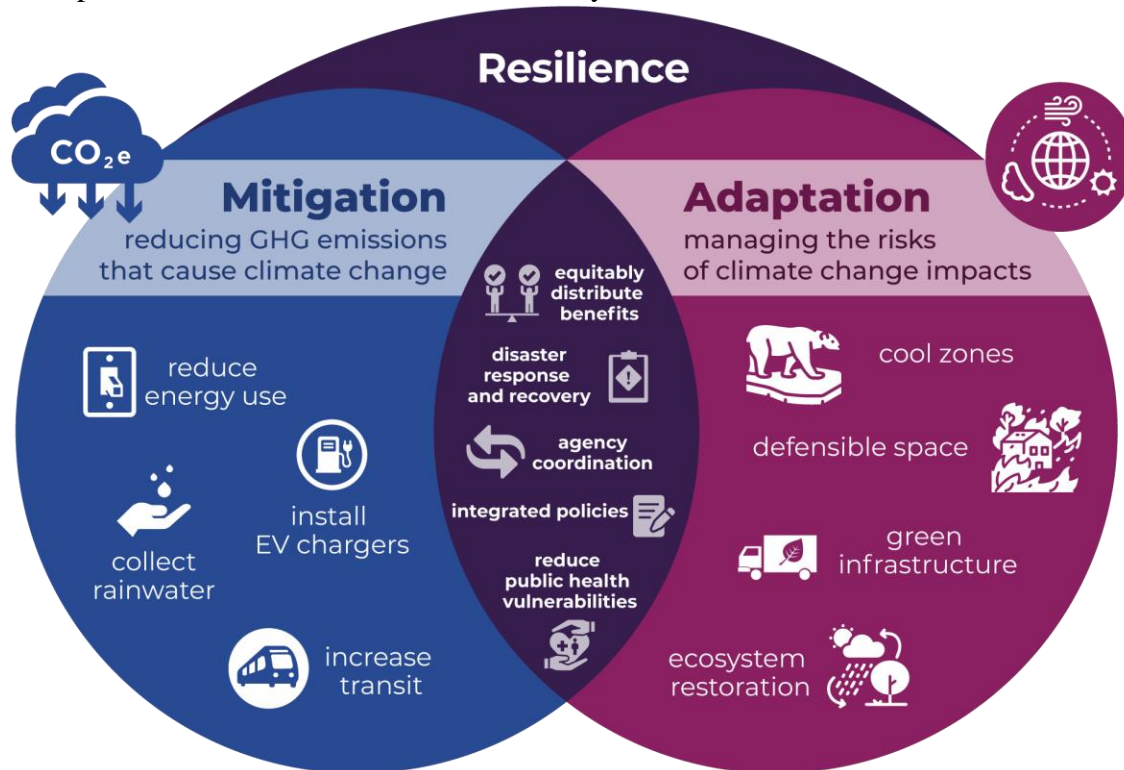 Resilience
CO2e
Mitigation
reducing GHG emissions
that cause climate change
Adaptation
managing the risks
of climate change impacts
reduce
energy use
install
EV chargers
collect
rainwater
increase
transit
equitably
distribute
benefits
disaster
response
and recovery
agency
coordination
integrated policies
reduce
public health
vulnerabilities
cool zones
defensible space
green
infrastructure
ecosystem
restoration